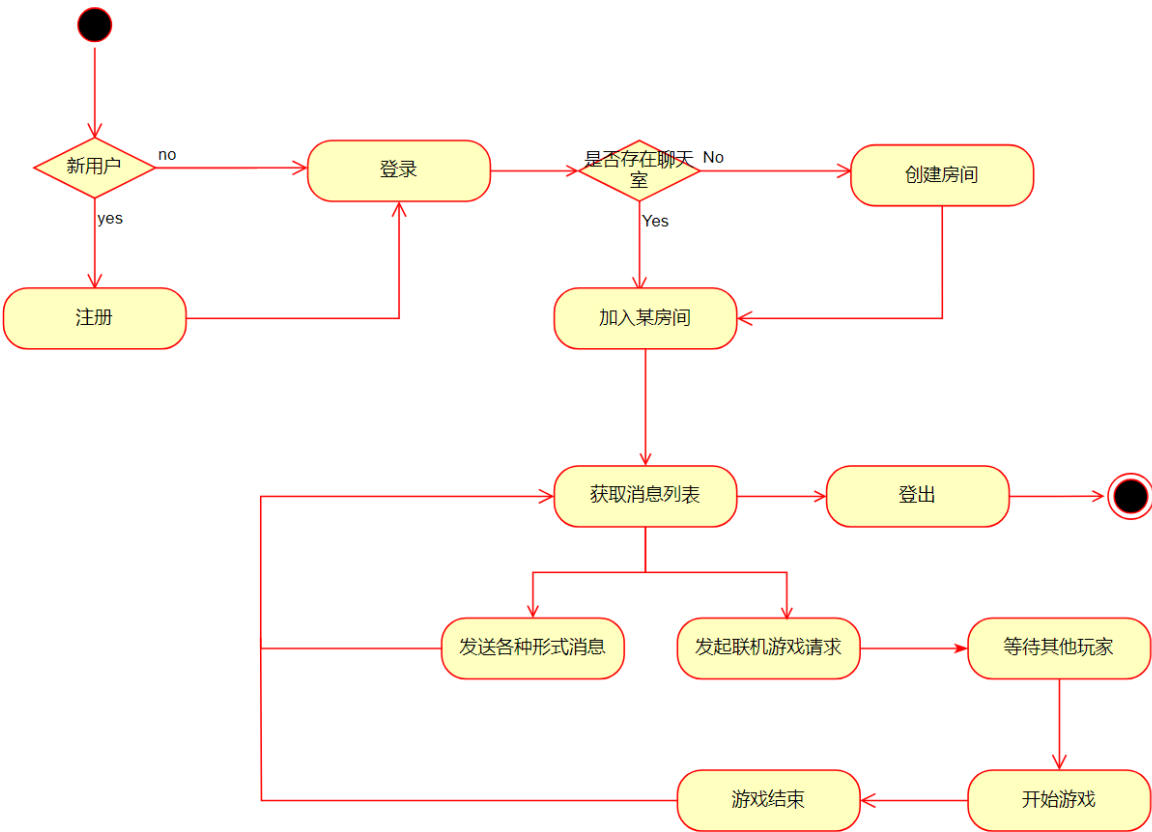 新用户
no
登录
是否存在聊天
室
No
创建房间
yes
Yes
注册
加入某房间
获取消息列表
登出
发送各种形式消息
发起联机游戏请求
等待其他玩家
游戏结束
开始游戏